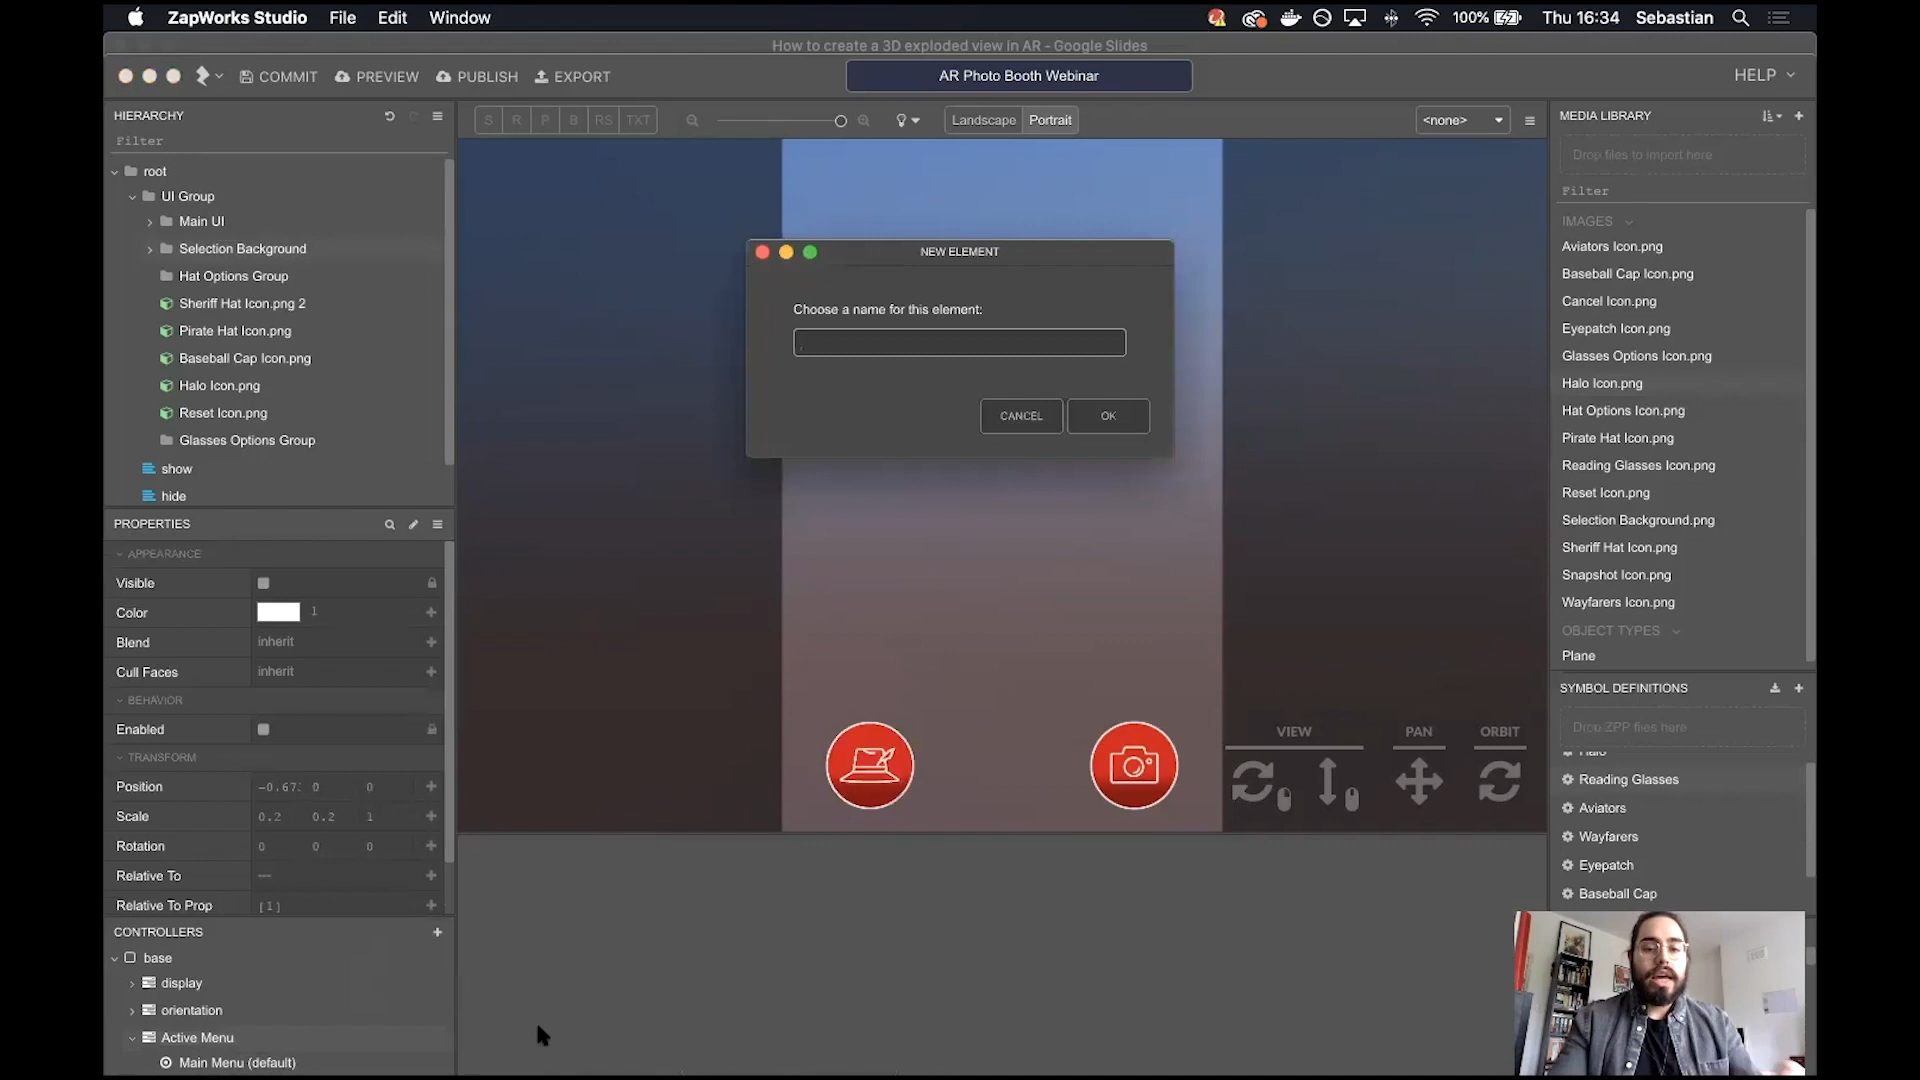 ZapWorks Studio File Edit Window 100% Thu 16:34 Sebastian
How to create a 3D exploded view in AR - Google Slides
COMMIT PREVIEW PUBLISH EXPORT AR Photo Booth Webinar HELP
HIERARCHY
Filter
root
UI Group
Main UI
Selection Background
Hat Options Group
Sheriff Hat Icon.png 2
Pirate Hat Icon.png
Baseball Cap Icon.png
Halo Icon.png
Reset Icon.png
Glasses Options Group
show
hide
PROPERTIES
APPEARANCE
Visible
Color 1
Blend inherit
Cull Faces inherit
BEHAVIOR
Enabled
TRANSFORM
Position -0.67 0 0
Scale 0.2 0.2 1
Rotation 0 0 0
Relative To
Relative To Prop [1]
CONTROLLERS
base
display
orientation
Active Menu
Main Menu (default)
S R P B RS TXT Landscape Portrait <none>
NEW ELEMENT
Choose a name for this element:
CANCEL OK
VIEW PAN ORBIT
MEDIA LIBRARY
Drop files to import here
Filter
IMAGES
Aviators Icon.png
Baseball Cap Icon.png
Cancel Icon.png
Eyepatch Icon.png
Glasses Options Icon.png
Halo Icon.png
Hat Options Icon.png
Pirate Hat Icon.png
Reading Glasses Icon.png
Reset Icon.png
Selection Background.png
Sheriff Hat Icon.png
Snapshot Icon.png
Wayfarers Icon.png
OBJECT TYPES
Plane
SYMBOL DEFINITIONS
Drop ZPP files here
Halo
Reading Glasses
Aviators
Wayfarers
Eyepatch
Baseball Cap